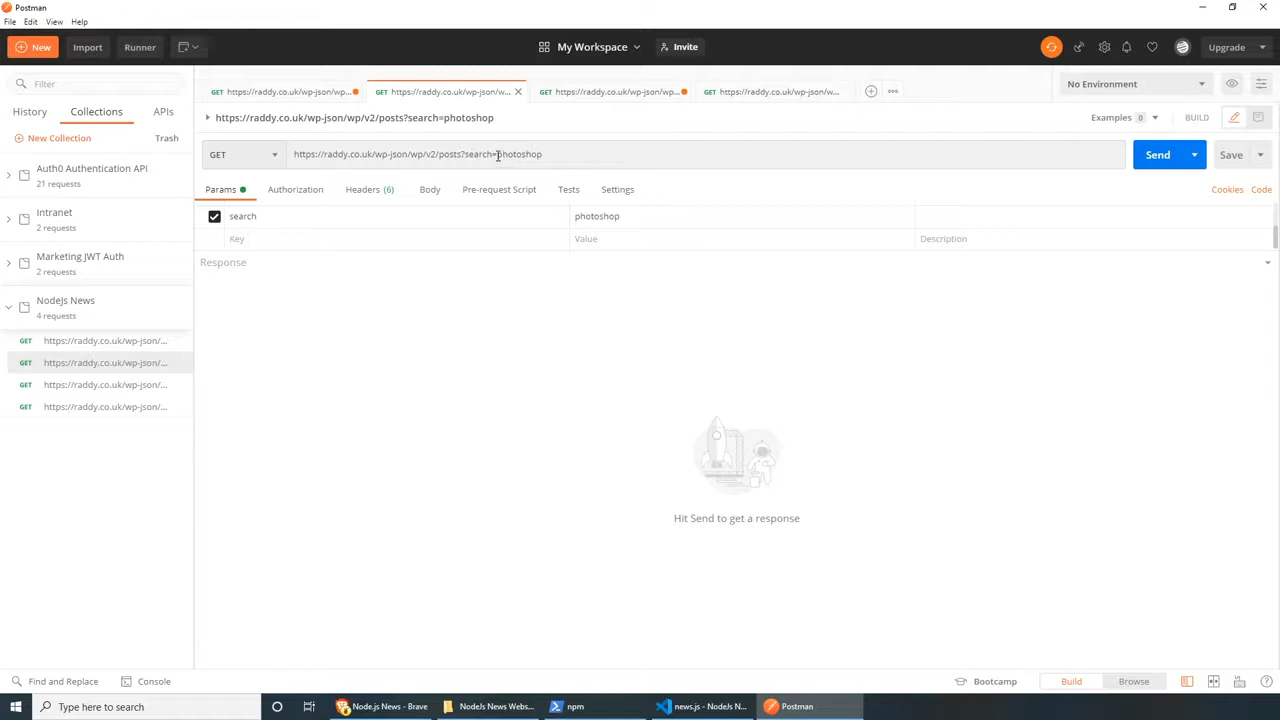 Postman
File Edit View Help
New Import Runner My Workspace Invite Upgrade
Filter
GET https://raddy.co.uk/wp-json/wp... GET https://raddy.co.uk/wp-json/w... GET https://raddy.co.uk/wp-json/wp... GET https://raddy.co.uk/wp-json/w... No Environment
History Collections APIs
https://raddy.co.uk/wp-json/wp/v2/posts?search=photoshop Examples 0 BUILD
New Collection Trash
GET https://raddy.co.uk/wp-json/wp/v2/posts?search=photoshop Send Save
Auth0 Authentication API
21 requests
Params Authorization Headers (6) Body Pre-request Script Tests Settings Cookies Code
Intranet
2 requests
search photoshop
Key Value Description
Marketing JWT Auth
2 requests
Response
NodeJs News
4 requests
GET https://raddy.co.uk/wp-json/...
GET https://raddy.co.uk/wp-json/...
GET https://raddy.co.uk/wp-json/...
GET https://raddy.co.uk/wp-json/...
Hit Send to get a response
Find and Replace Console Bootcamp Build Browse
Type here to search Node.js News - Brave NodeJs News Webs... npm news.js - NodeJs N... Postman